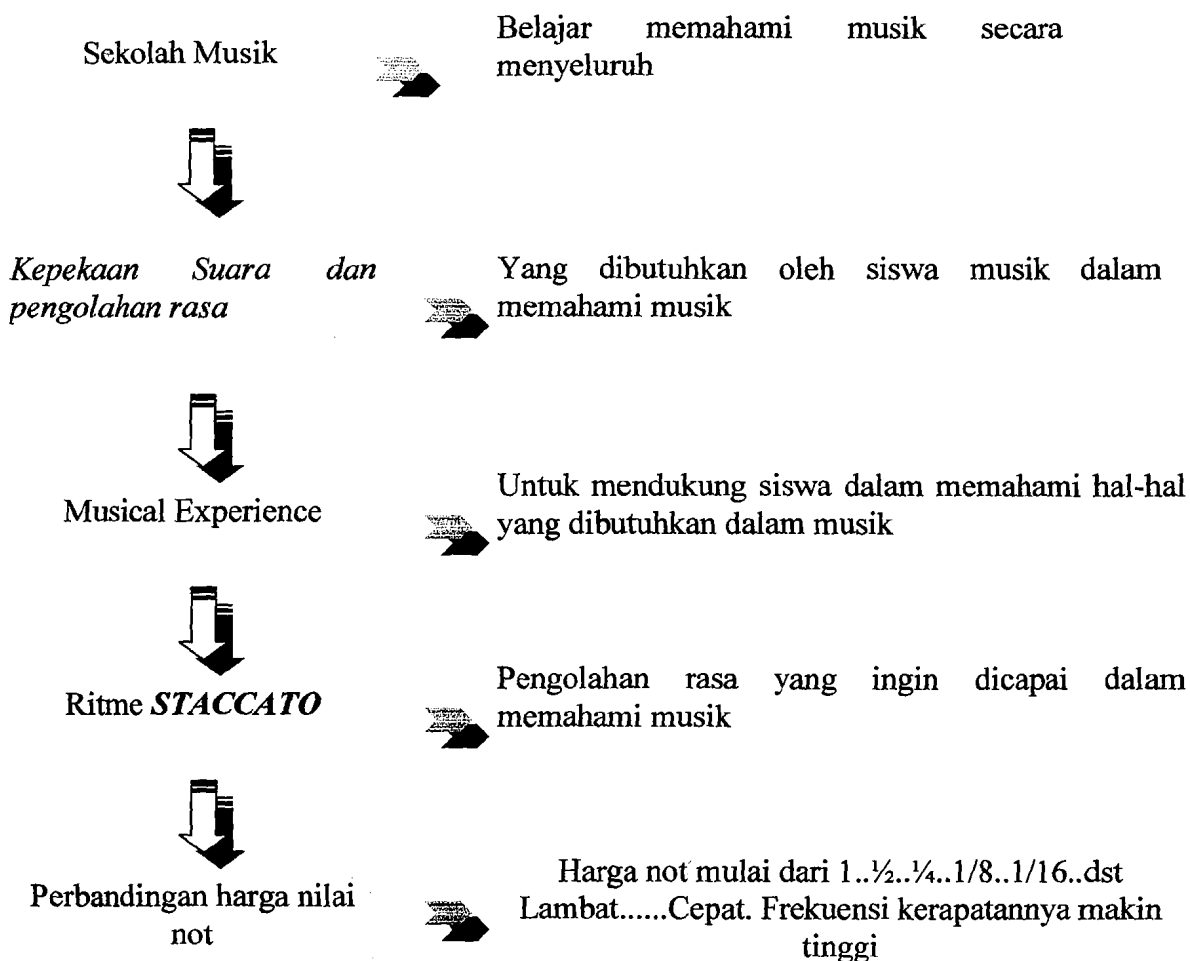 Sekolah Musik
Belajar memahami musik secara
menyeluruh
Kepekaan Suara dan
pengolahan rasa
Yang dibutuhkan oleh siswa musik dalam
memahami musik
Musical Experience
Untuk mendukung siswa dalam memahami hal-hal
yang dibutuhkan dalam musik
Ritme STACCATO
Pengolahan rasa yang ingin dicapai dalam
memahami musik
Perbandingan harga nilai
not
Harga not mulai dari 1..½..¼..1/8..1/16..dst
Lambat......Cepat. Frekuensi kerapatannya makin
tinggi